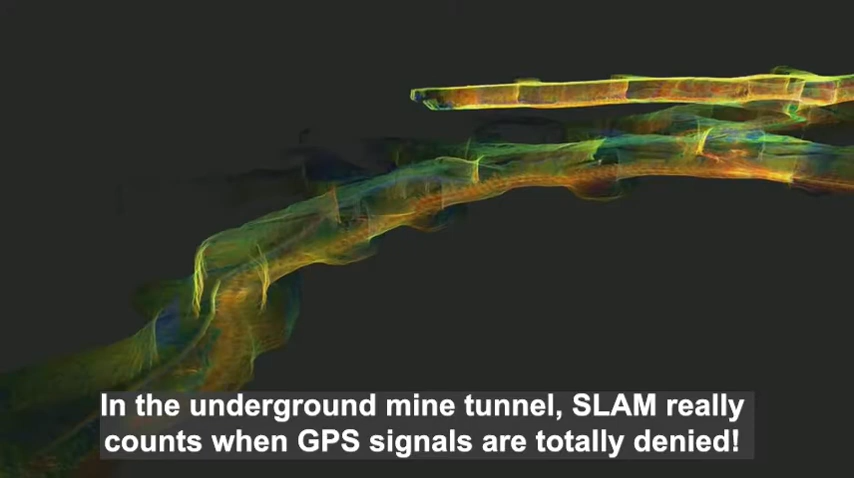 In the underground mine tunnel, SLAM really
counts when GPS signals are totally denied!